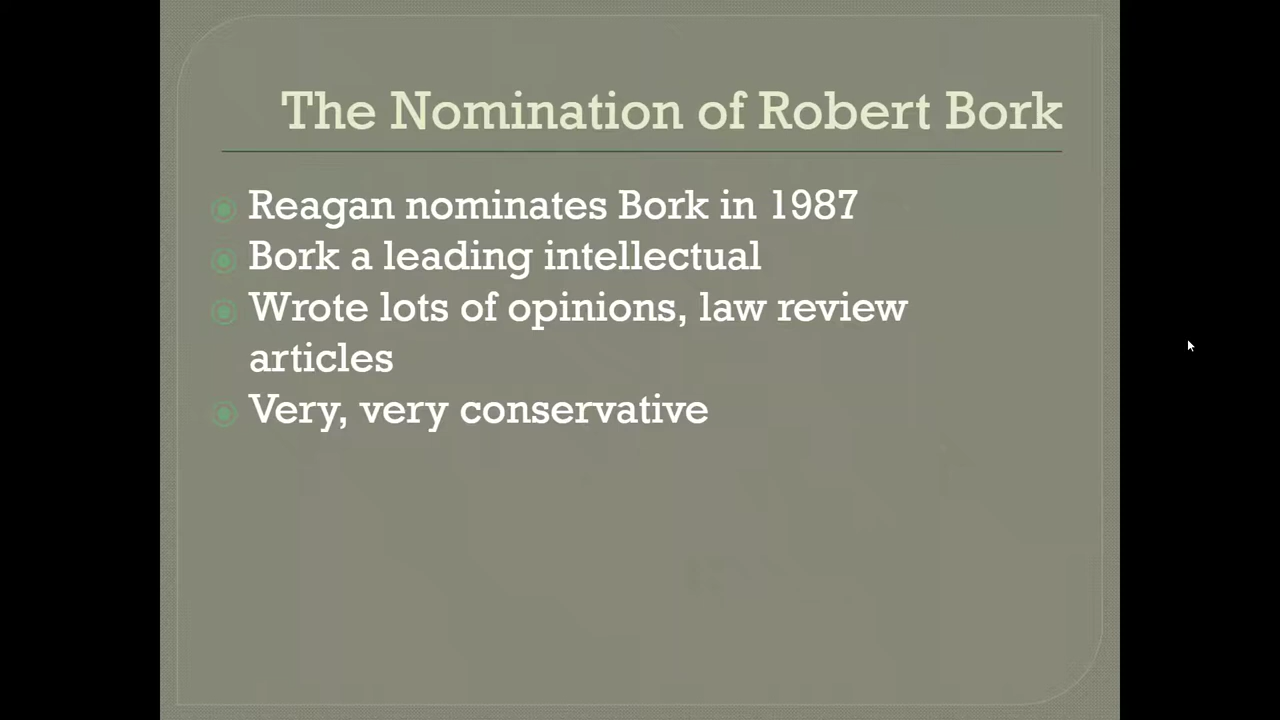 The Nomination of Robert Bork
Reagan nominates Bork in 1987
Bork a leading intellectual
Wrote lots of opinions, law review
articles
Very, very conservative